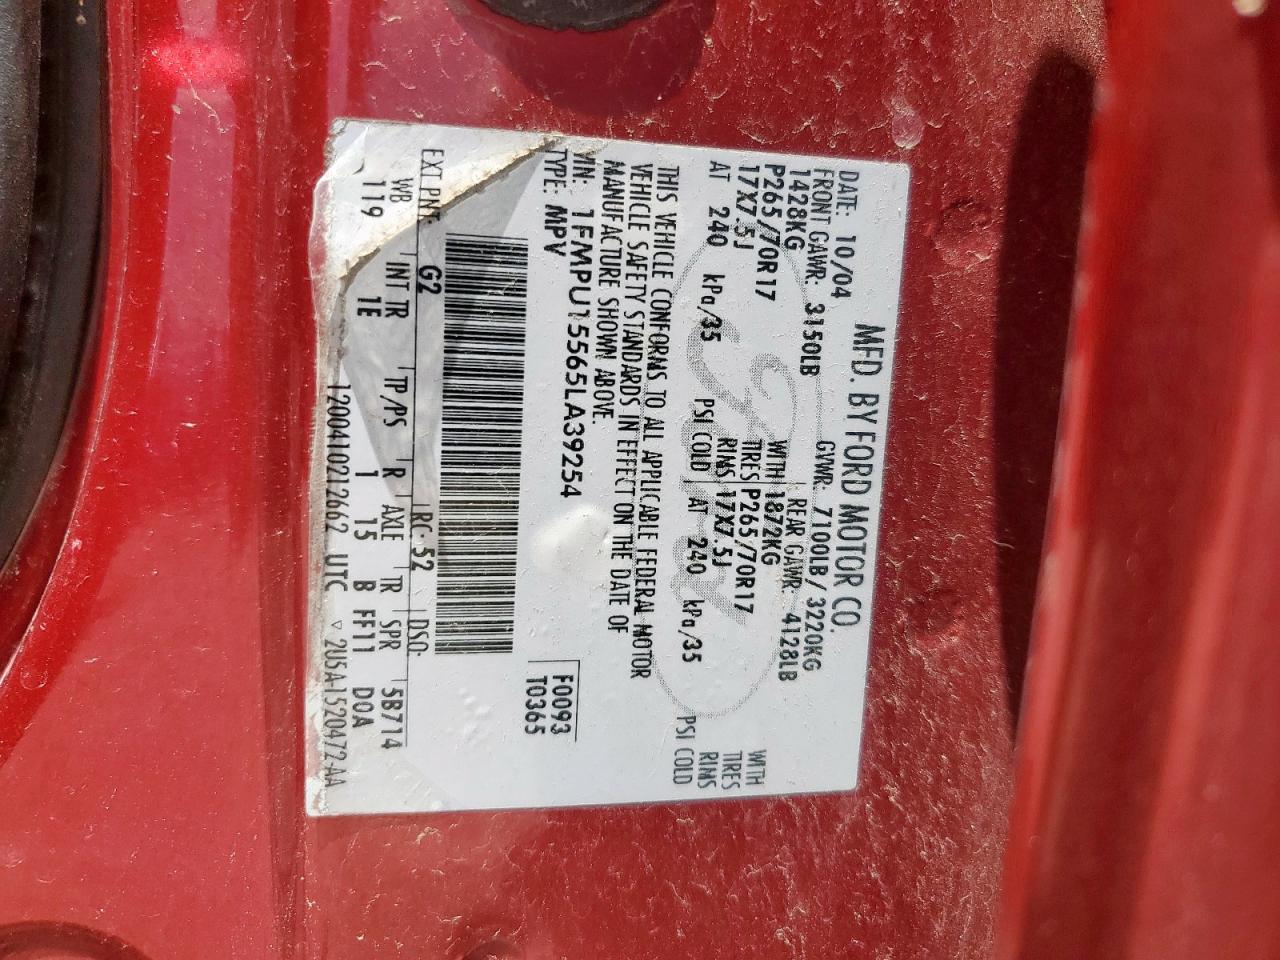 MFD. BY FORD MOTOR CO.
DATE: 10/04 GVWR: 7100LB / 3220KG
FRONT GAWR: 3150LB REAR GAWR: 4128LB
1428KG WITH 1872KG WITH
P265/70R17 TIRES P265/70R17 TIRES
17X7.5J RIMS 17X7.5J RIMS
AT 240 kPa/35 PSI COLD AT 240 kPa/35 PSI COLD
THIS VEHICLE CONFORMS TO ALL APPLICABLE FEDERAL MOTOR
VEHICLE SAFETY STANDARDS IN EFFECT ON THE DATE OF
MANUFACTURE SHOWN ABOVE.
VIN: 1FMPU15565LA39254 F0093
TYPE: MPV T0365
EXT PNT: G2 RC: 52 DSO:
WB INT TR TP/PS R AXLE TR SPR 5B714
119 1E 1 15 B FF11 DOA
1200410212662 UTC ▽ 2U5A1520472-AA